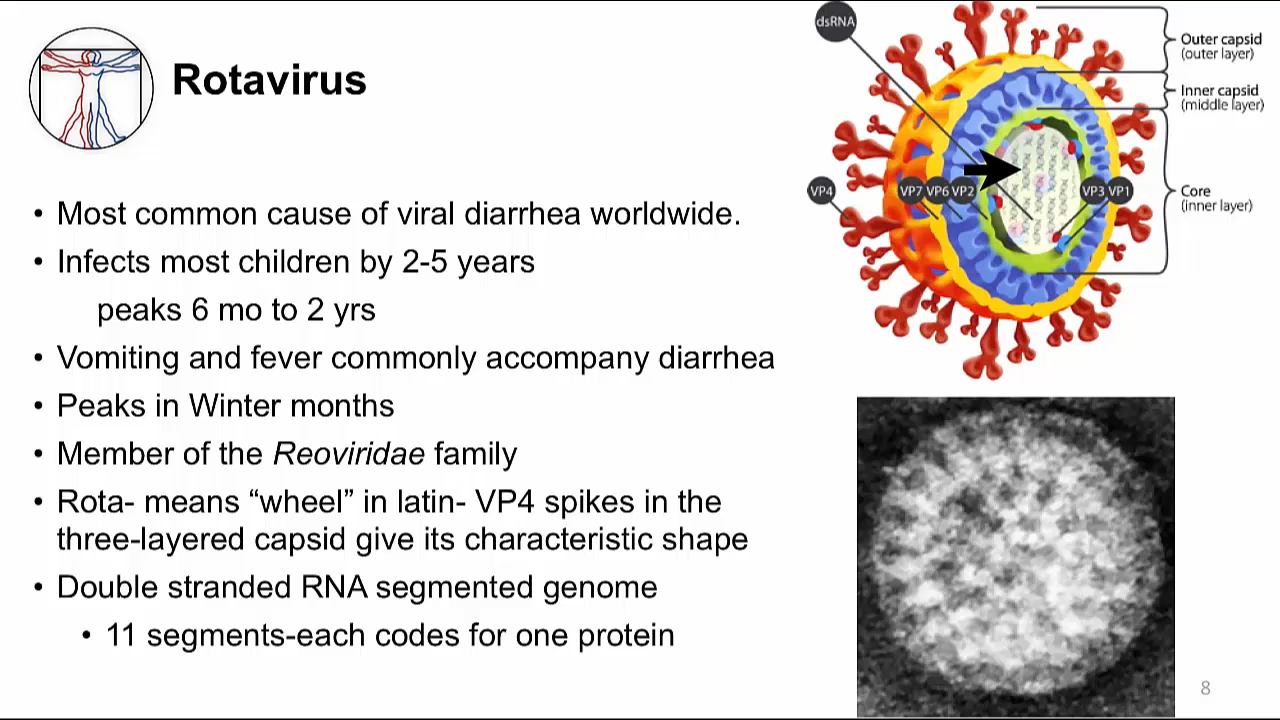 Rotavirus
• Most common cause of viral diarrhea worldwide.
• Infects most children by 2-5 years
peaks 6 mo to 2 yrs
• Vomiting and fever commonly accompany diarrhea
• Peaks in Winter months
• Member of the Reoviridae family
• Rota- means “wheel” in latin- VP4 spikes in the
three-layered capsid give its characteristic shape
• Double stranded RNA segmented genome
• 11 segments-each codes for one protein
dsRNA
Outer capsid
(outer layer)
Inner capsid
(middle layer)
VP4
VP7
VP6
VP2
VP3
VP1
Core
(inner layer)
8